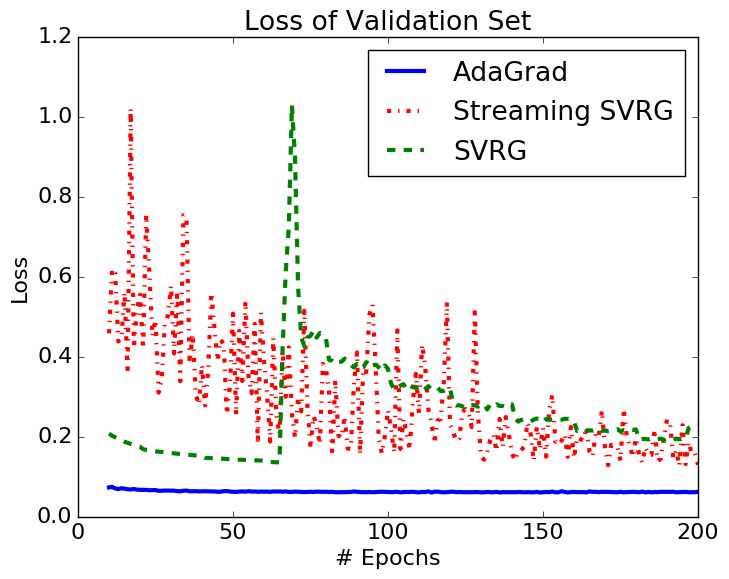 Loss of Validation Set
1.2
1.0
0.8
0.6
0.4
0.2
0.0
Loss
AdaGrad
Streaming SVRG
SVRG
0 50 100 150 200
# Epochs